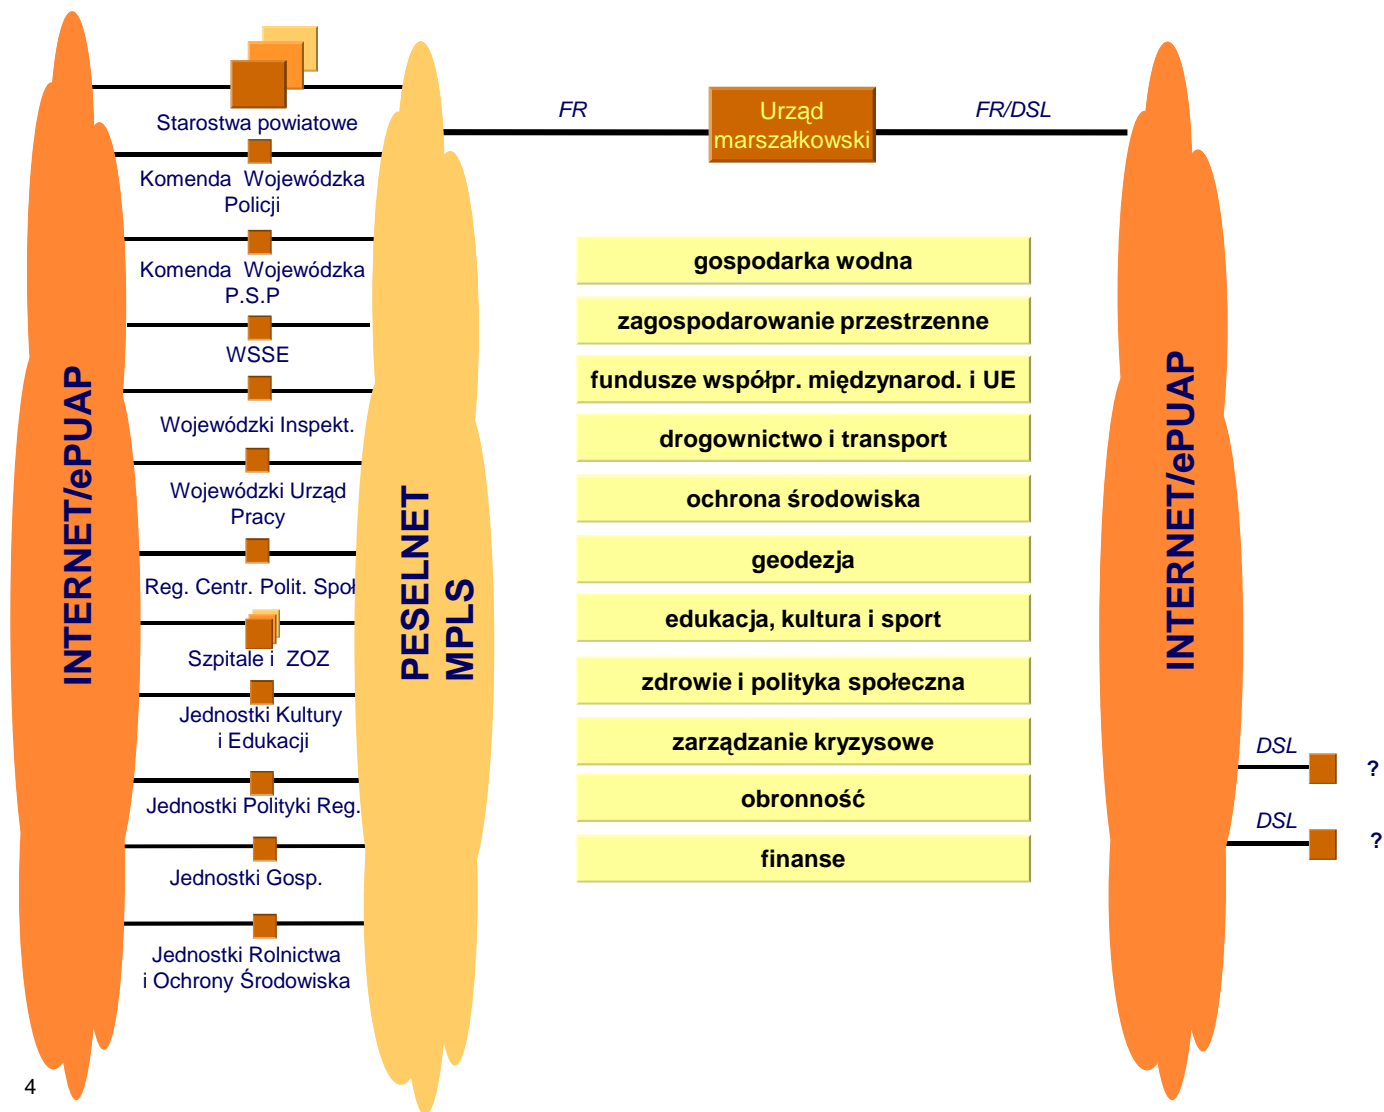 Starostwa powiatowe
Komenda Wojewódzka
Policji
Komenda Wojewódzka
P.S.P
WSSE
Wojewódzki Inspekt.
Wojewódzki Urząd
Pracy
Reg. Centr. Polit. Społ.
Szpitale i ZOZ
Jednostki Kultury
i Edukacji
Jednostki Polityki Reg.
Jednostki Gosp.
Jednostki Rolnictwa
i Ochrony Środowiska
INTERNET/ePUAP
PESELNET
MPLS
FR
Urząd
marszałkowski
FR/DSL
gospodarka wodna
zagospodarowanie przestrzenne
fundusze współpr. międzynarod. i UE
drogownictwo i transport
ochrona środowiska
geodezja
edukacja, kultura i sport
zdrowie i polityka społeczna
zarządzanie kryzysowe
obronność
finanse
INTERNET/ePUAP
DSL
?
DSL
?
4